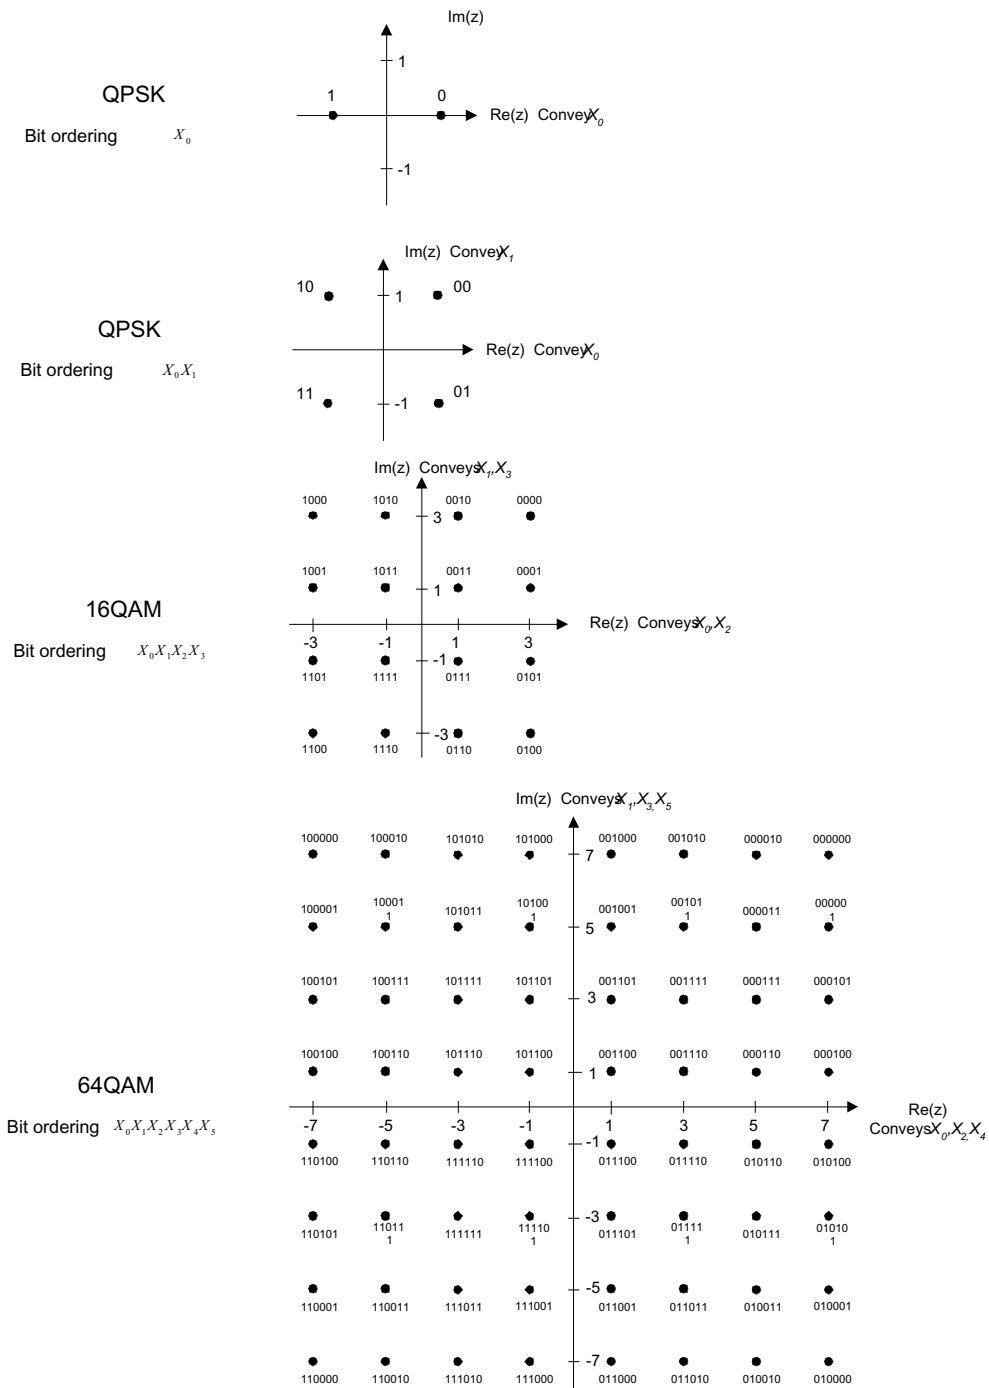 Im(z)
1
QPSK
1 0
Re(z) ConveyX0
Bit ordering X0
-1
Im(z) ConveyX1
10 00
1
QPSK
Re(z) ConveyX0
Bit ordering X0X1
11 01
-1
Im(z) ConveysX1,X3
1000 1010 0010 0000
3
1001 1011 0011 0001
1
16QAM
Re(z) ConveysX0,X2
Bit ordering X0X1X2X3
-3 -1 1 3
-1
1101 1111 0111 0101
-3
1100 1110 0110 0100
Im(z) ConveysX1,X3,X5
100000 100010 101010 101000 001000 001010 000010 000000
7
100001 10001
1 101011 10100
1 001001 00101
1 000011 00000
1
5
100101 100111 101111 101101 001101 001111 000111 000101
3
100100 100110 101110 101100 001100 001110 000110 000100
1
64QAM
Bit ordering X0X1X2X3X4X5
-7 -5 -3 -1 1 3 5 7
Re(z)
ConveysX0,X2,X4
-1
110100 110110 111110 111100 011100 011110 010110 010100
-3
110101 11011
1 111111 11110
1 011101 01111
1 010111 01010
1
-5
110001 110011 111011 111001 011001 011011 010011 010001
-7
110000 110010 111010 111000 011000 011010 010010 010000